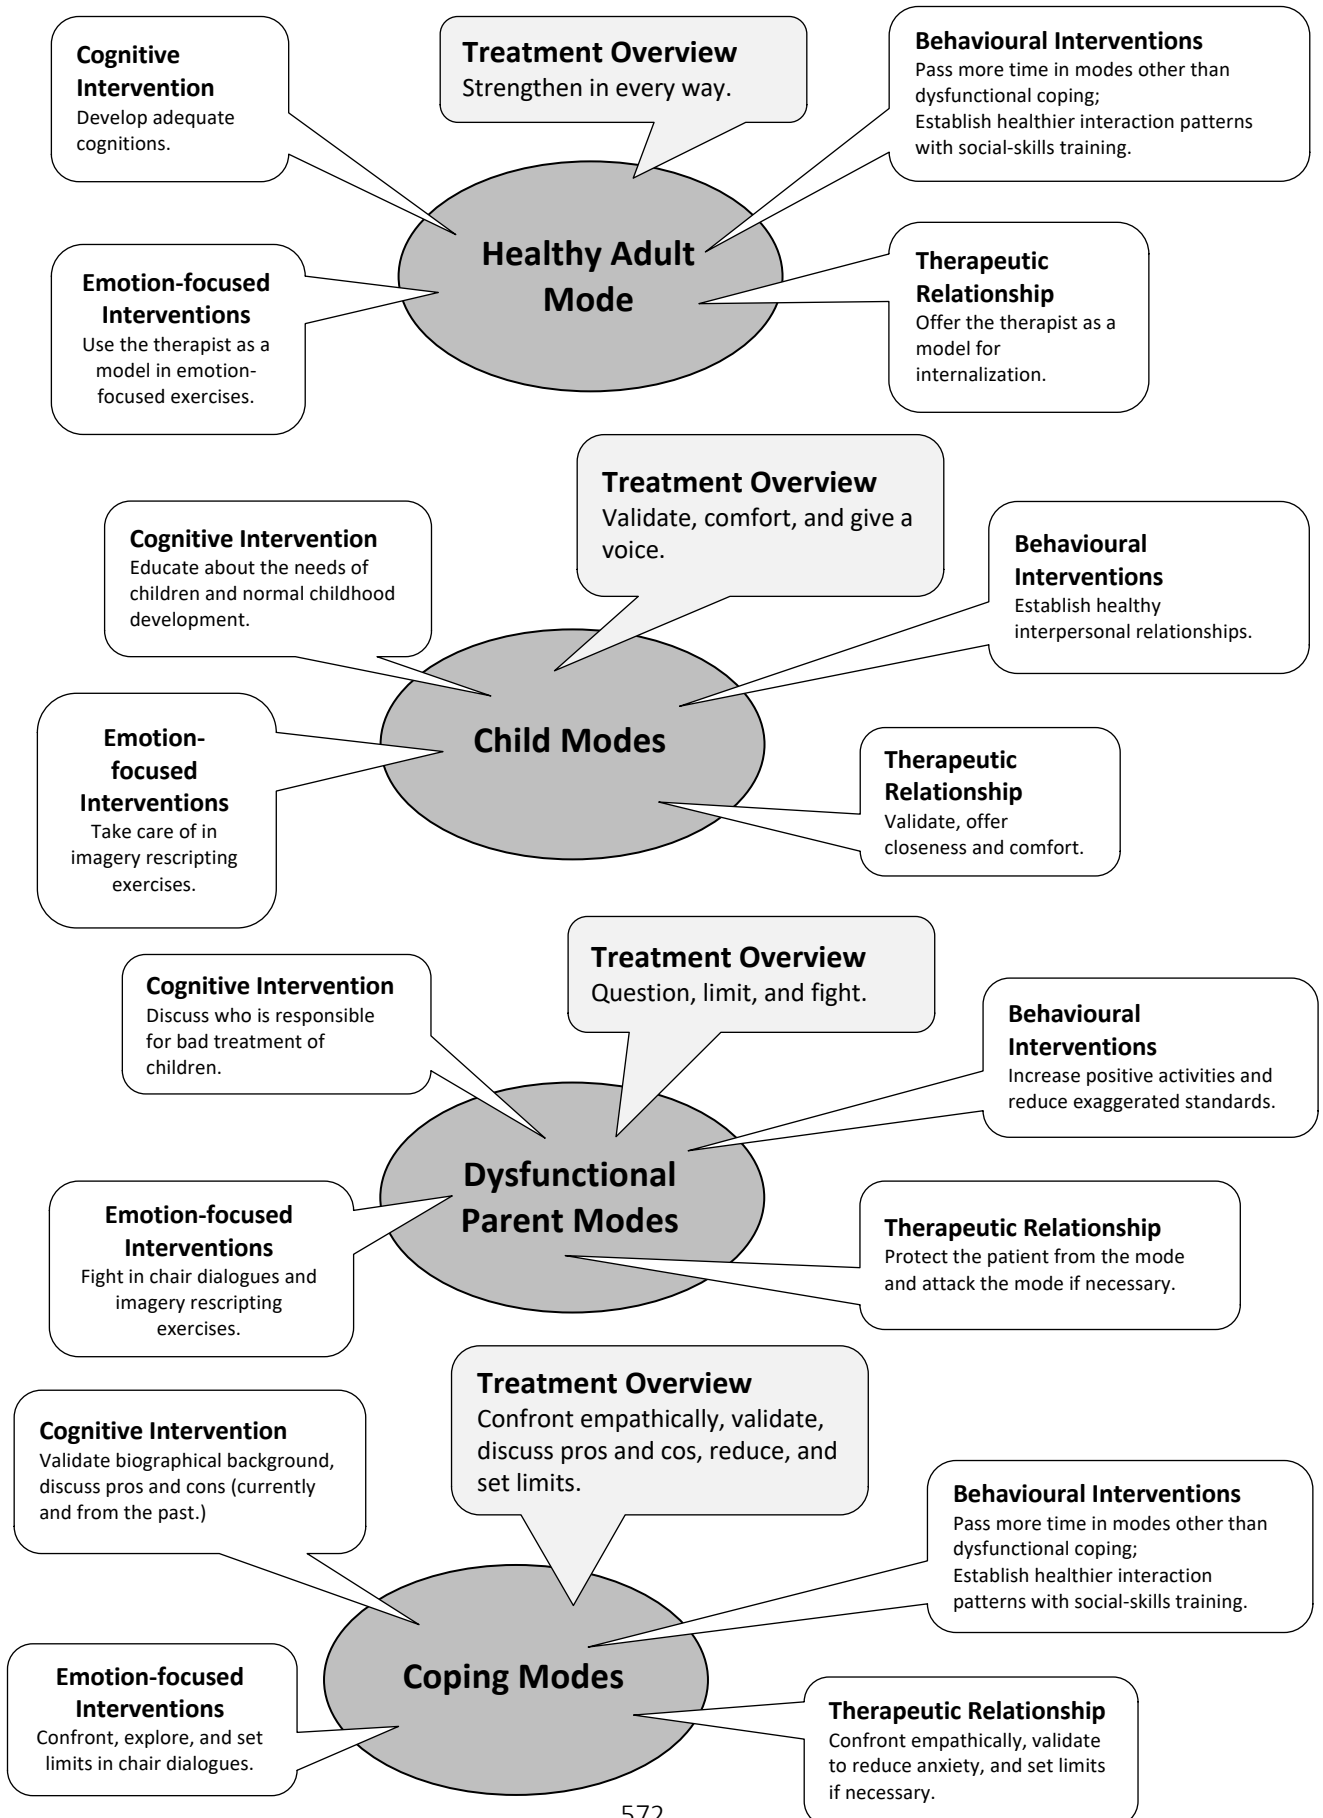 Cognitive
Intervention
Develop adequate
cognitions.
Treatment Overview
Strengthen in every way.
Behavioural Interventions
Pass more time in modes other than
dysfunctional coping;
Establish healthier interaction patterns
with social-skills training.
Healthy Adult
Mode
Emotion-focused
Interventions
Use the therapist as a
model in emotion-
focused exercises.
Therapeutic
Relationship
Offer the therapist as a
model for
internalization.
Treatment Overview
Validate, comfort, and give a
voice.
Cognitive Intervention
Educate about the needs of
children and normal childhood
development.
Behavioural
Interventions
Establish healthy
interpersonal relationships.
Child Modes
Emotion-
focused
Interventions
Take care of in
imagery rescripting
exercises.
Therapeutic
Relationship
Validate, offer
closeness and comfort.
Treatment Overview
Question, limit, and fight.
Cognitive Intervention
Discuss who is responsible
for bad treatment of
children.
Behavioural
Interventions
Increase positive activities and
reduce exaggerated standards.
Dysfunctional
Parent Modes
Emotion-focused
Interventions
Fight in chair dialogues and
imagery rescripting
exercises.
Therapeutic Relationship
Protect the patient from the mode
and attack the mode if necessary.
Treatment Overview
Confront empathically, validate,
discuss pros and cos, reduce, and
set limits.
Cognitive Intervention
Validate biographical background,
discuss pros and cons (currently
and from the past.)
Behavioural Interventions
Pass more time in modes other than
dysfunctional coping;
Establish healthier interaction
patterns with social-skills training.
Coping Modes
Emotion-focused
Interventions
Confront, explore, and set
limits in chair dialogues.
Therapeutic Relationship
Confront empathically, validate
to reduce anxiety, and set limits
if necessary.
572